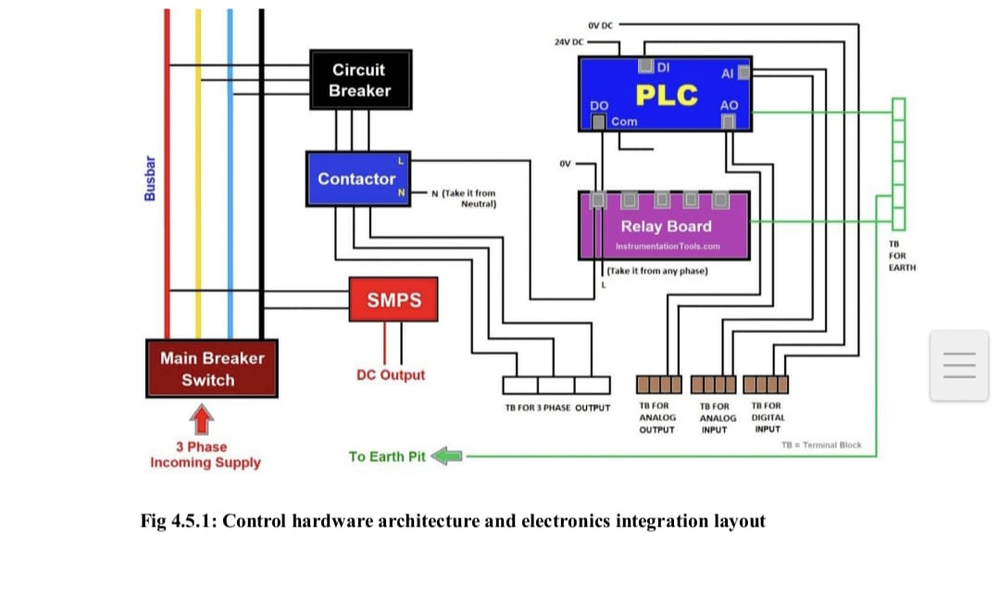 0V DC
24V DC
Circuit
Breaker
DI
AI
PLC
DO
AO
Com
Busbar
L
Contactor
N
N (Take it from
Neutral)
0V
Relay Board
InstrumentationTools.com
(Take it from any phase)
L
TB
FOR
EARTH
SMPS
DC Output
Main Breaker
Switch
TB FOR 3 PHASE OUTPUT
TB FOR
ANALOG
OUTPUT
TB FOR
ANALOG
INPUT
TB FOR
DIGITAL
INPUT
TB = Terminal Block
3 Phase
Incoming Supply
To Earth Pit
Fig 4.5.1: Control hardware architecture and electronics integration layout